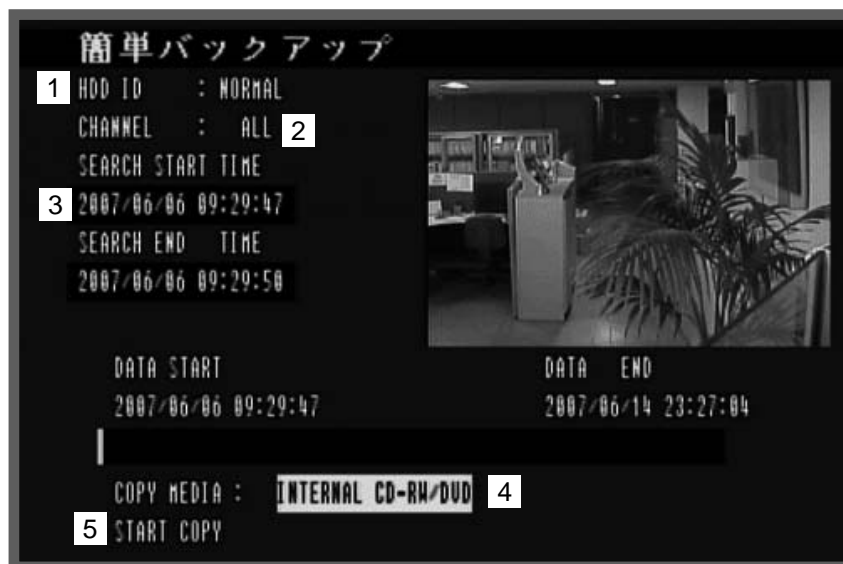 簡単バックアップ
1 HDD ID : NORMAL
CHANNEL : ALL 2
SEARCH START TIME
3 2007/06/06 09:29:47
SEARCH END TIME
2007/06/06 09:29:50
DATA START
2007/06/06 09:29:47
DATA END
2007/06/14 23:27:04
COPY MEDIA : INTERNAL CD-RW/DVD 4
5 START COPY